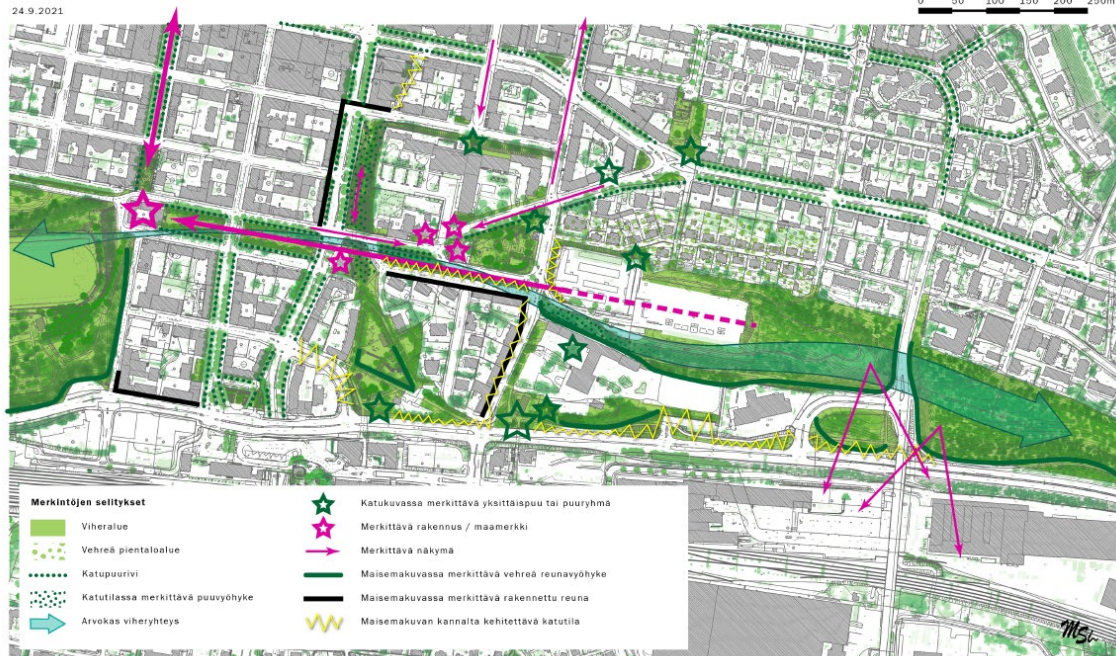 24.9.2021
0 50 100 150 200 250m
Merkintöjen selitykset
Viheralue
Vehreä pientaloalue
Katupuurivi
Katutilassa merkittävä puuvyöhyke
Arvokas viheryhteys
Katukuvassa merkittävä yksittäispuu tai puuryhmä
Merkittävä rakennus / maamerkki
Merkittävä näkymä
Maisemakuvassa merkittävä vehreä reunavyöhyke
Maisemakuvassa merkittävä rakennettu reuna
Maisemakuvan kannalta kehitettävä katutila